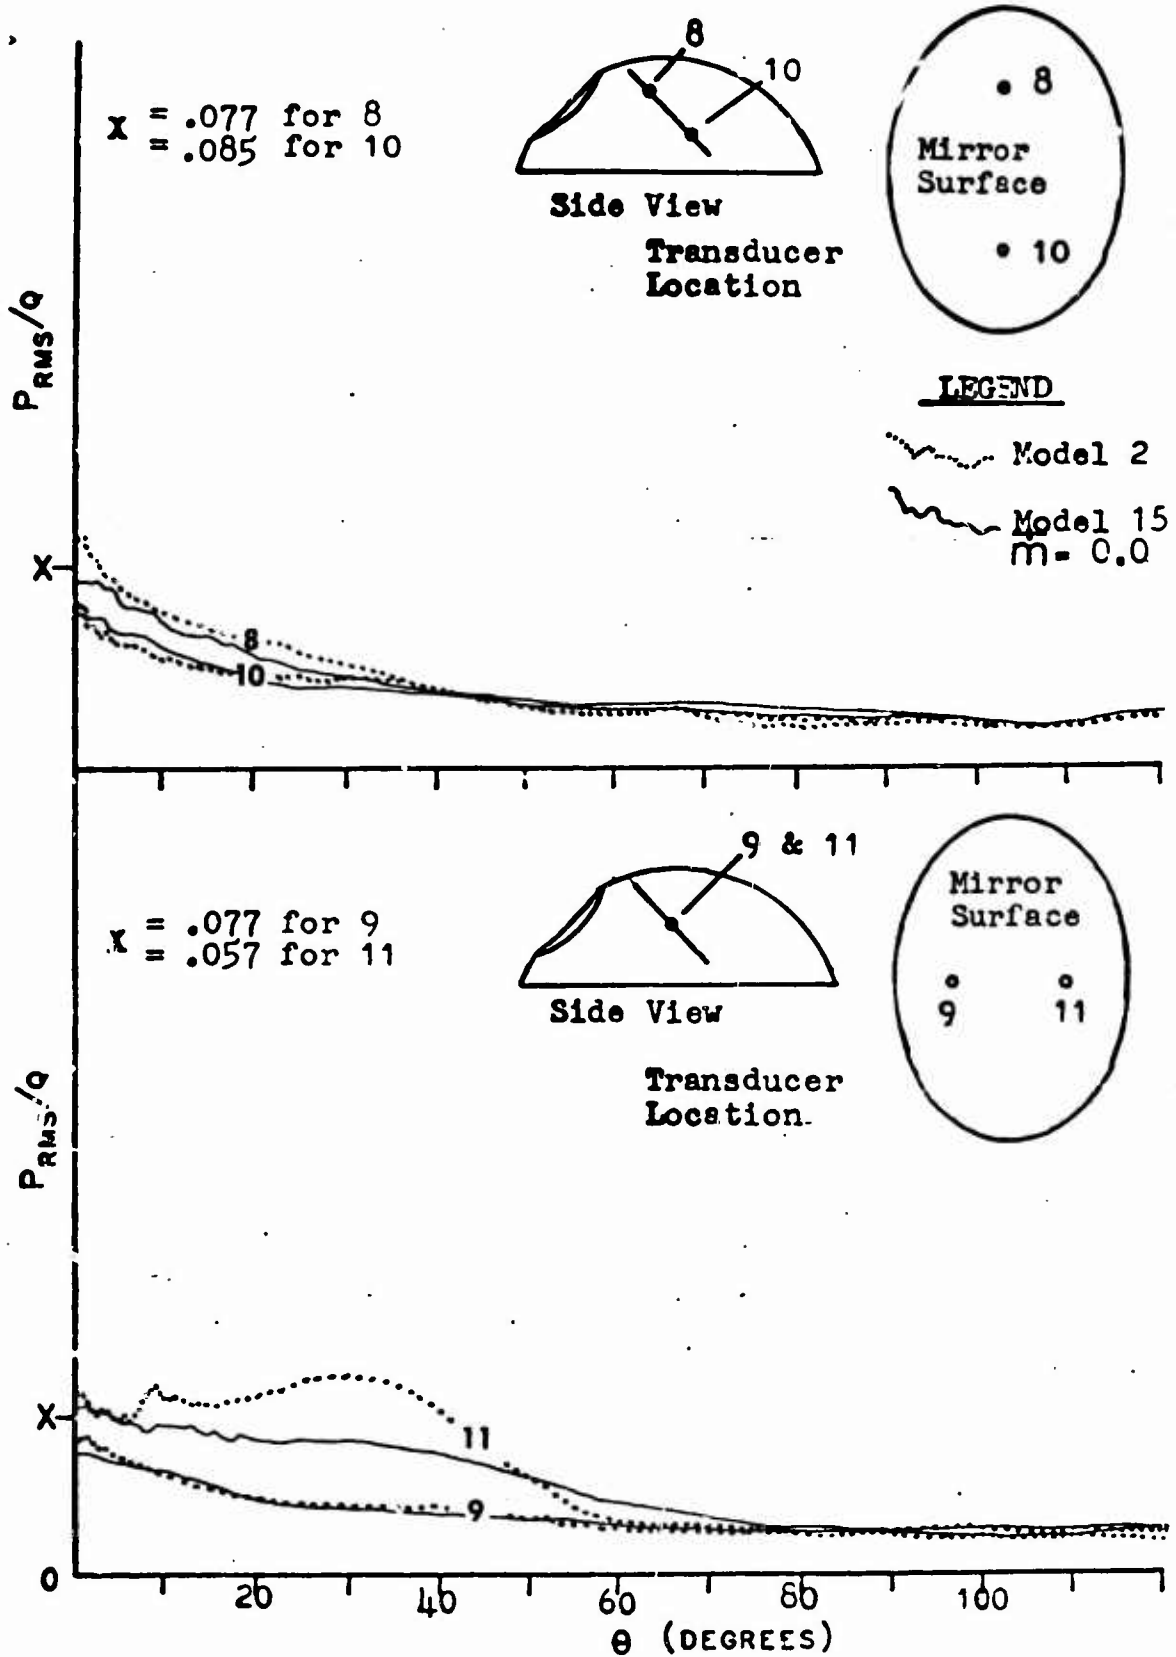 8
10
X = .077 for 8
= .085 for 10
Side View
Transducer
Location
8
Mirror
Surface
10
PRMS/Q
LEGEND
Model 2
Model 15
ṁ= 0.0
X
8
10
9 & 11
X = .077 for 9
= .057 for 11
Side View
Transducer
Location
Mirror
Surface
9 11
PRMS/Q
X
11
9
0 20 40 60 80 100
θ (DEGREES)